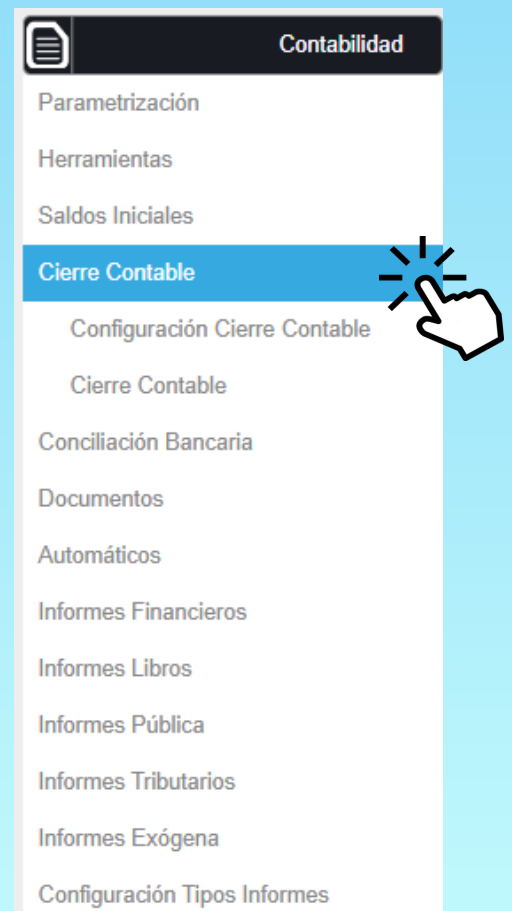 Contabilidad
Parametrización
Herramientas
Saldos Iniciales
Cierre Contable
Configuración Cierre Contable
Cierre Contable
Conciliación Bancaria
Documentos
Automáticos
Informes Financieros
Informes Libros
Informes Pública
Informes Tributarios
Informes Exógena
Configuración Tipos Informes